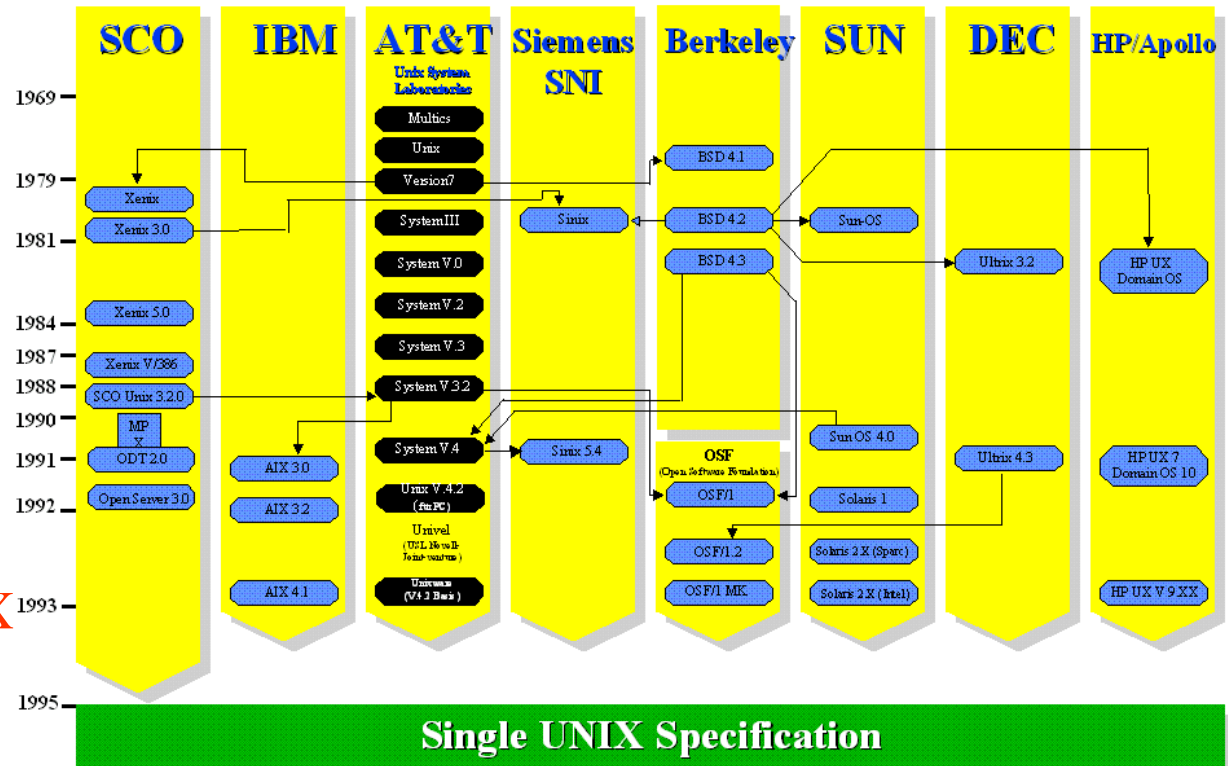 SCO
IBM
AT&T
Unix System
Laboratories
Siemens
SNI
Berkeley
SUN
DEC
HP/Apollo
1969
1979
1981
1984
1987
1988
1990
1991
1992
X
1993
1995
Xenix
Xenix 3.0
Xenix 5.0
Xenix V/386
SCO Unix 3.2.0
MP
X
ODT 2.0
Open Server 3.0
AIX 3.0
AIX 3.2
AIX 4.1
Multics
Unix
Version7
SystemIII
System V.0
System V.2
System V.3
System V.3.2
System V.4
Unix V.4.2
(für PC)
Univel
(USL Novell-
Joint-venture)
Unixware
(V4.2 Basis)
Sinix
Sinix 5.4
BSD 4.1
BSD 4.2
BSD 4.3
OSF
(Open Software Foundation)
OSF/1
OSF/1.2
OSF/1 MK
Sun-OS
Sun OS 4.0
Solaris 1
Solaris 2.X (Sparc)
Solaris 2.X (Intel)
Ultrix 3.2
Ultrix 4.3
HP UX
Domain OS
HP UX 7
Domain OS 10
HP UX V 9.XX
Single UNIX Specification